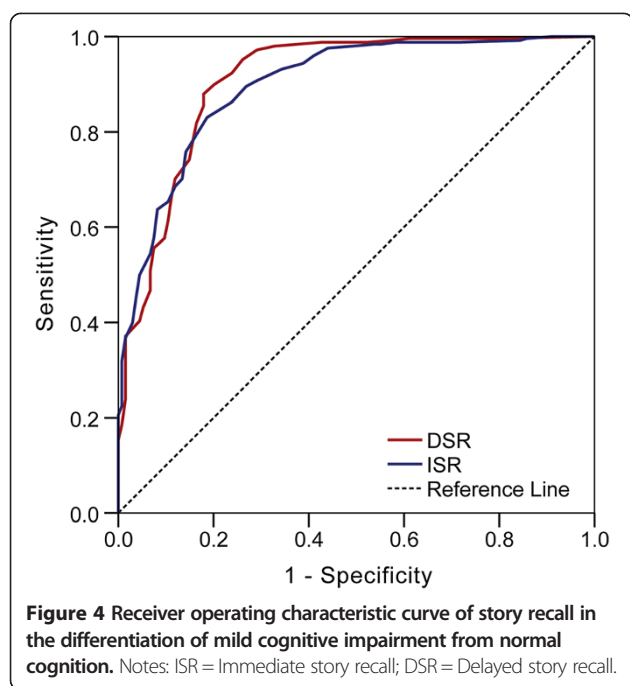 1.0
0.8
0.6
0.4
0.2
0.0
Sensitivity
DSR
ISR
Reference Line
0.0 0.2 0.4 0.6 0.8 1.0
1 - Specificity
Figure 4 Receiver operating characteristic curve of story recall in
the differentiation of mild cognitive impairment from normal
cognition. Notes: ISR = Immediate story recall; DSR = Delayed story recall.